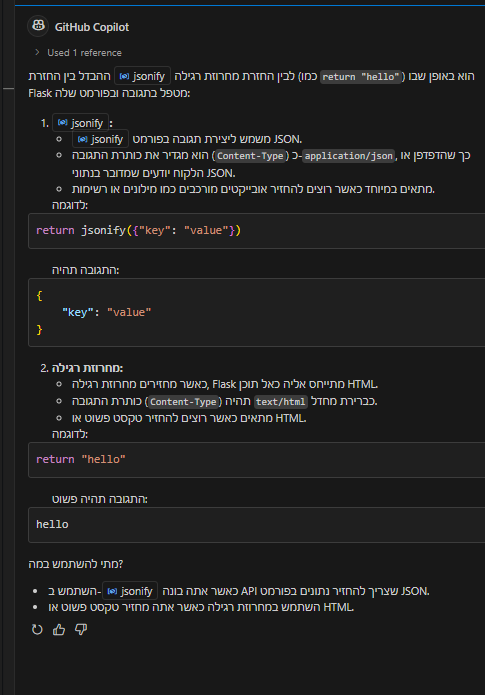 GitHub Copilot
Used 1 reference
ההבדל בין החזרת jsonify לבין החזרת מחרוזת רגילה (כמו return "hello") הוא באופן שבו
Flask מטפל בתגובה ובפורמט שלה:
1. jsonify:
jsonify משמש ליצירת תגובה בפורמט JSON.
הוא מגדיר את כותרת התגובה (Content-Type) כ-application/json, כך שהדפדפן או
הלקוח יודעים שמדובר בנתוני JSON.
מתאים במיוחד כאשר רוצים להחזיר אובייקטים מורכבים כמו מילונים או רשימות.
לדוגמה:
return jsonify({"key": "value"})
התגובה תהיה:
{
"key": "value"
}
2. מחרוזת רגילה:
כאשר מחזירים מחרוזת רגילה, Flask מתייחס אליה כאל תוכן HTML.
כותרת התגובה (Content-Type) תהיה text/html כברירת מחדל.
מתאים כאשר רוצים להחזיר טקסט פשוט או HTML.
לדוגמה:
return "hello"
התגובה תהיה פשוט:
hello
מתי להשתמש במה?
השתמש ב-jsonify כאשר אתה בונה API שצריך להחזיר נתונים בפורמט JSON.
השתמש במחרוזת רגילה כאשר אתה מחזיר טקסט פשוט או HTML.